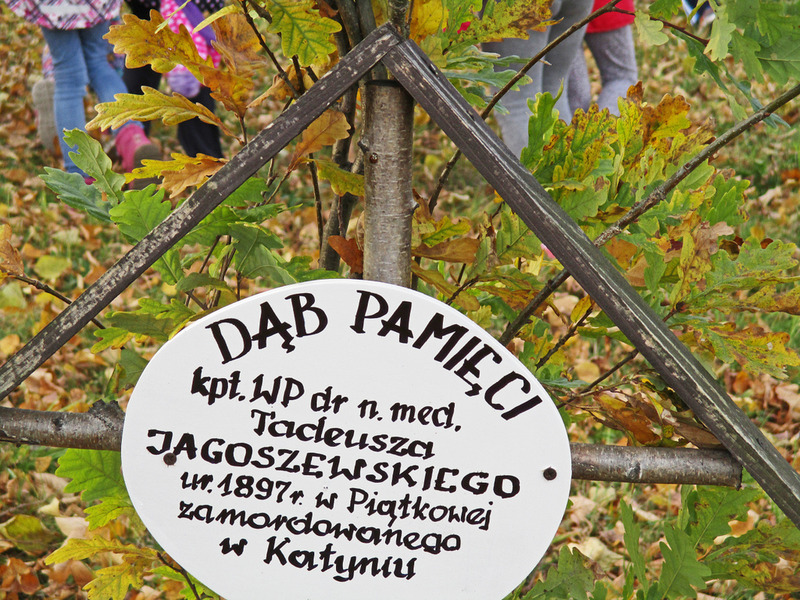 DĄB PAMIĘCI
kpt. WP dr n. med.
Tadeusza
JAGOSZEWSKIEGO
ur. 1897 r. w Piątkowej
zamordowanego
w Katyniu